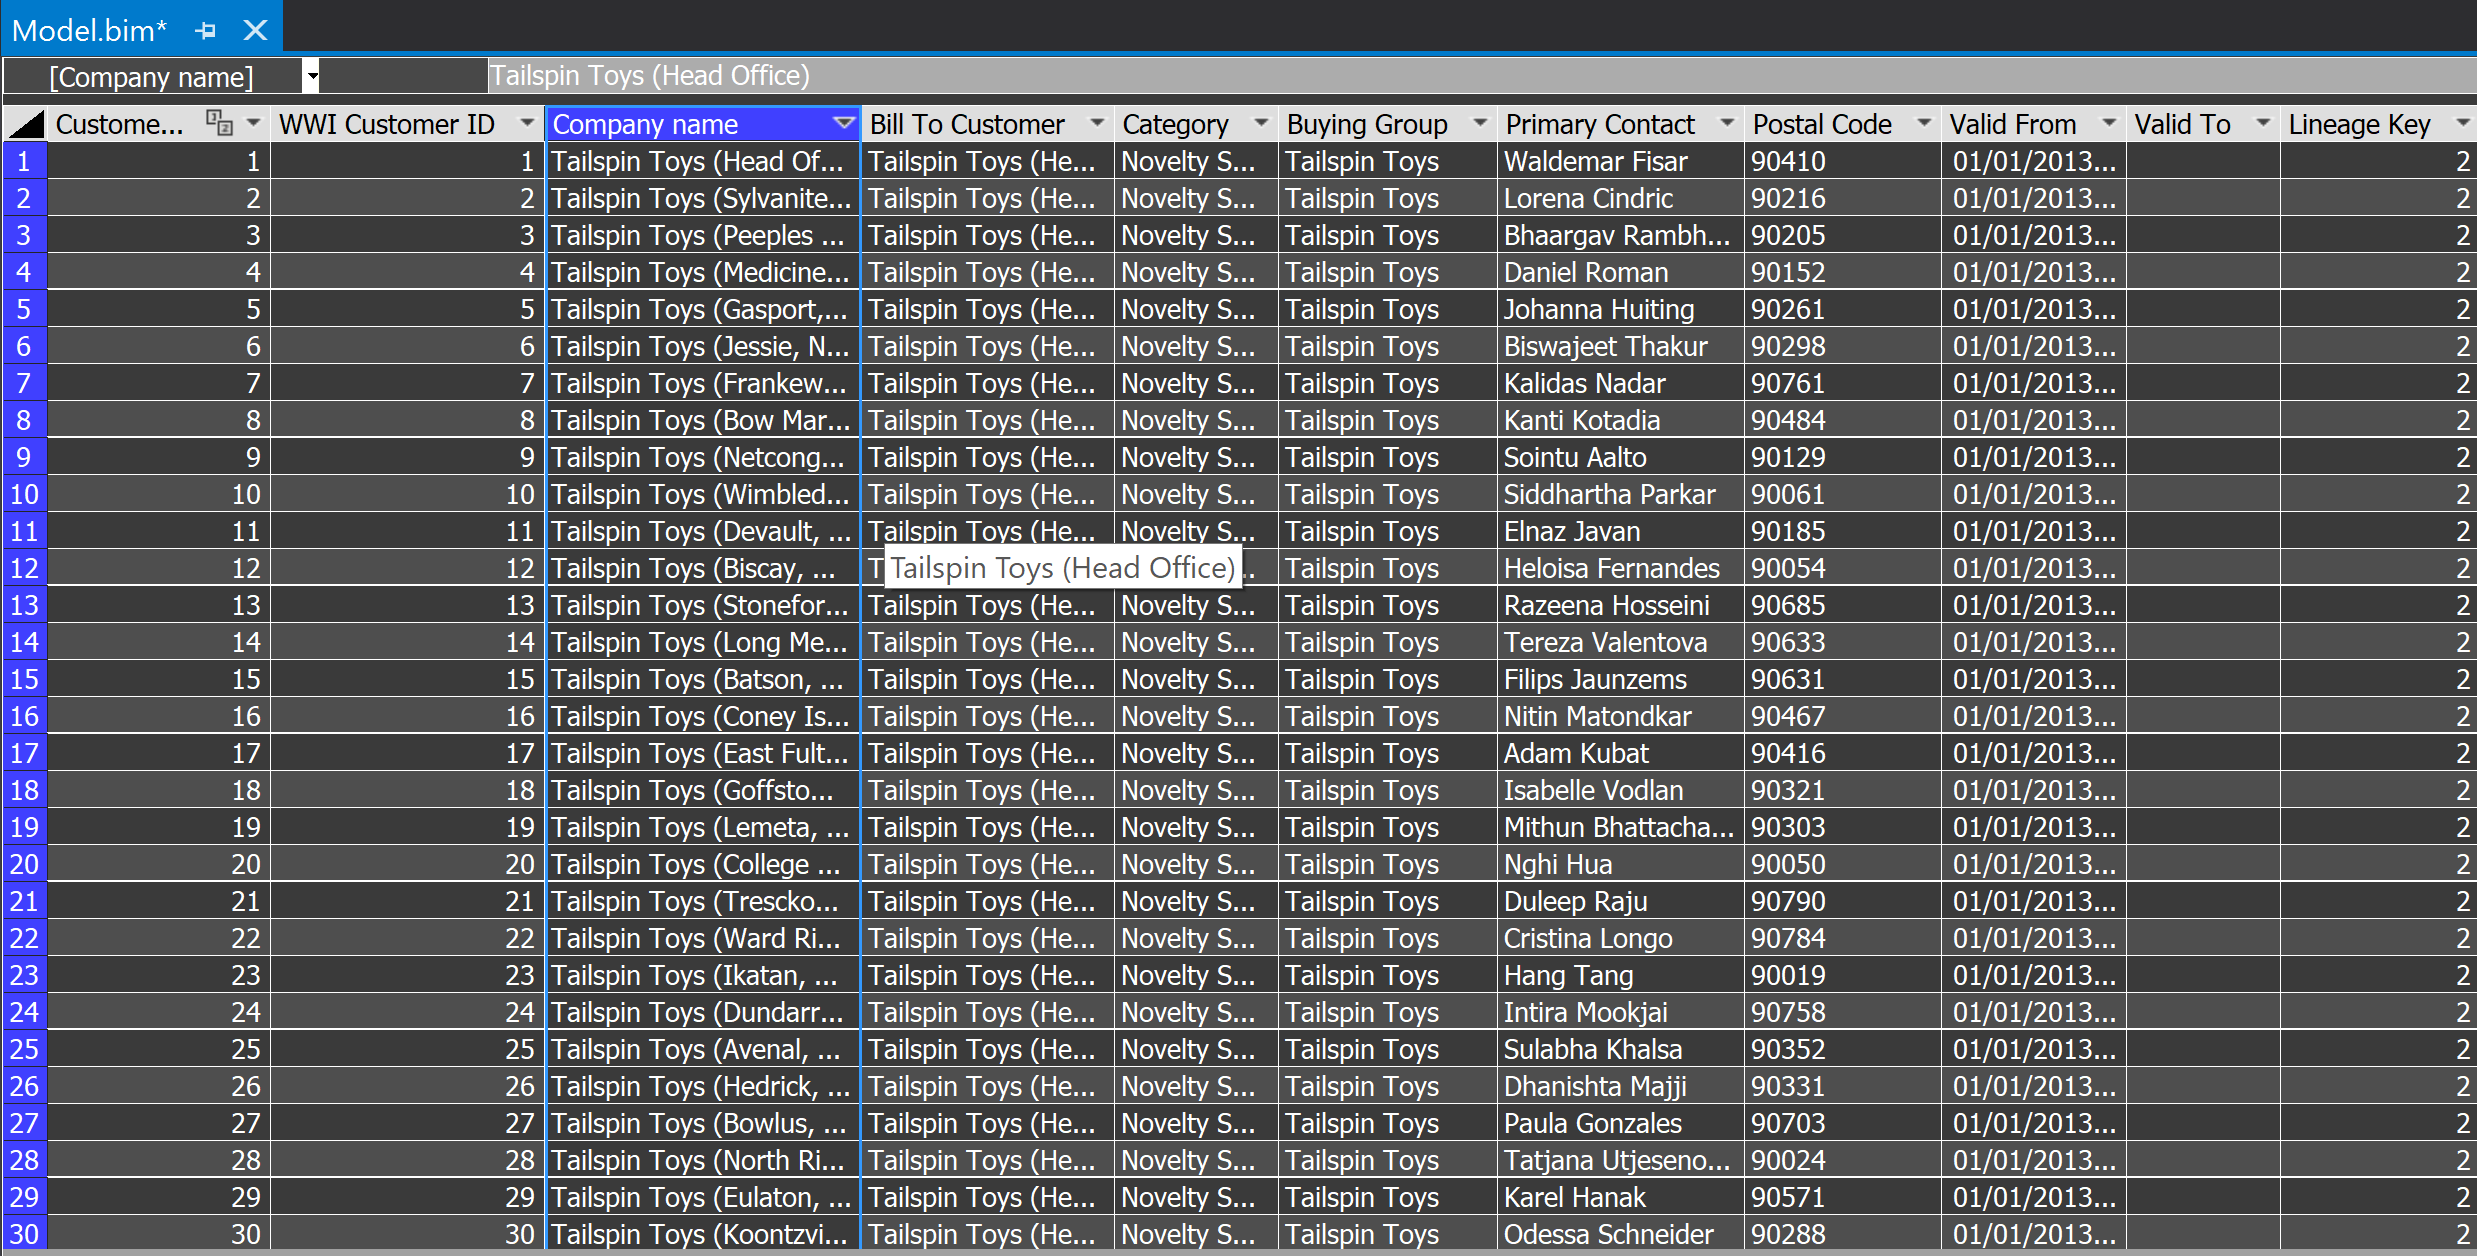 Model.bim*
[Company name] Tailspin Toys (Head Office)
Custome... WWI Customer ID Company name Bill To Customer Category Buying Group Primary Contact Postal Code Valid From Valid To Lineage Key
1 1 1 Tailspin Toys (Head Of... Tailspin Toys (He... Novelty S... Tailspin Toys Waldemar Fisar 90410 01/01/2013... 2
2 2 2 Tailspin Toys (Sylvanite... Tailspin Toys (He... Novelty S... Tailspin Toys Lorena Cindric 90216 01/01/2013... 2
3 3 3 Tailspin Toys (Peeples ... Tailspin Toys (He... Novelty S... Tailspin Toys Bhaargav Rambh... 90205 01/01/2013... 2
4 4 4 Tailspin Toys (Medicine... Tailspin Toys (He... Novelty S... Tailspin Toys Daniel Roman 90152 01/01/2013... 2
5 5 5 Tailspin Toys (Gasport,... Tailspin Toys (He... Novelty S... Tailspin Toys Johanna Huiting 90261 01/01/2013... 2
6 6 6 Tailspin Toys (Jessie, N... Tailspin Toys (He... Novelty S... Tailspin Toys Biswajeet Thakur 90298 01/01/2013... 2
7 7 7 Tailspin Toys (Frankew... Tailspin Toys (He... Novelty S... Tailspin Toys Kalidas Nadar 90761 01/01/2013... 2
8 8 8 Tailspin Toys (Bow Mar... Tailspin Toys (He... Novelty S... Tailspin Toys Kanti Kotadia 90484 01/01/2013... 2
9 9 9 Tailspin Toys (Netcong... Tailspin Toys (He... Novelty S... Tailspin Toys Sointu Aalto 90129 01/01/2013... 2
10 10 10 Tailspin Toys (Wimbled... Tailspin Toys (He... Novelty S... Tailspin Toys Siddhartha Parkar 90061 01/01/2013... 2
11 11 11 Tailspin Toys (Devault, ... Tailspin Toys (He... Novelty S... Tailspin Toys Elnaz Javan 90185 01/01/2013... 2
12 12 12 Tailspin Toys (Biscay, ... Tailspin Toys (Head Office) Tailspin Toys Heloisa Fernandes 90054 01/01/2013... 2
13 13 13 Tailspin Toys (Stonefor... Tailspin Toys (He... Novelty S... Tailspin Toys Razeena Hosseini 90685 01/01/2013... 2
14 14 14 Tailspin Toys (Long Me... Tailspin Toys (He... Novelty S... Tailspin Toys Tereza Valentova 90633 01/01/2013... 2
15 15 15 Tailspin Toys (Batson, ... Tailspin Toys (He... Novelty S... Tailspin Toys Filips Jaunzems 90631 01/01/2013... 2
16 16 16 Tailspin Toys (Coney Is... Tailspin Toys (He... Novelty S... Tailspin Toys Nitin Matondkar 90467 01/01/2013... 2
17 17 17 Tailspin Toys (East Fult... Tailspin Toys (He... Novelty S... Tailspin Toys Adam Kubat 90416 01/01/2013... 2
18 18 18 Tailspin Toys (Goffsto... Tailspin Toys (He... Novelty S... Tailspin Toys Isabelle Vodlan 90321 01/01/2013... 2
19 19 19 Tailspin Toys (Lemeta, ... Tailspin Toys (He... Novelty S... Tailspin Toys Mithun Bhattacha... 90303 01/01/2013... 2
20 20 20 Tailspin Toys (College ... Tailspin Toys (He... Novelty S... Tailspin Toys Nghi Hua 90050 01/01/2013... 2
21 21 21 Tailspin Toys (Trescko... Tailspin Toys (He... Novelty S... Tailspin Toys Duleep Raju 90790 01/01/2013... 2
22 22 22 Tailspin Toys (Ward Ri... Tailspin Toys (He... Novelty S... Tailspin Toys Cristina Longo 90784 01/01/2013... 2
23 23 23 Tailspin Toys (Ikatan, ... Tailspin Toys (He... Novelty S... Tailspin Toys Hang Tang 90019 01/01/2013... 2
24 24 24 Tailspin Toys (Dundarr... Tailspin Toys (He... Novelty S... Tailspin Toys Intira Mookjai 90758 01/01/2013... 2
25 25 25 Tailspin Toys (Avenal, ... Tailspin Toys (He... Novelty S... Tailspin Toys Sulabha Khalsa 90352 01/01/2013... 2
26 26 26 Tailspin Toys (Hedrick, ... Tailspin Toys (He... Novelty S... Tailspin Toys Dhanishta Majji 90331 01/01/2013... 2
27 27 27 Tailspin Toys (Bowlus, ... Tailspin Toys (He... Novelty S... Tailspin Toys Paula Gonzales 90703 01/01/2013... 2
28 28 28 Tailspin Toys (North Ri... Tailspin Toys (He... Novelty S... Tailspin Toys Tatjana Utjeseno... 90024 01/01/2013... 2
29 29 29 Tailspin Toys (Eulaton, ... Tailspin Toys (He... Novelty S... Tailspin Toys Karel Hanak 90571 01/01/2013... 2
30 30 30 Tailspin Toys (Koontzvi... Tailspin Toys (He... Novelty S... Tailspin Toys Odessa Schneider 90288 01/01/2013... 2